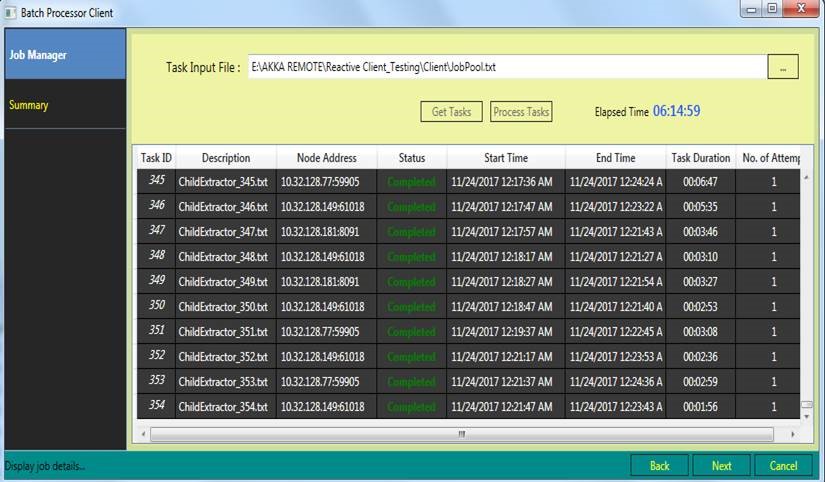 Batch Processor Client
Job Manager
Summary
Task Input File : E:\AKKA REMOTE\Reactive Client_Testing\Client\JobPool.txt ...
Get Tasks Process Tasks Elapsed Time 06:14:59
Task ID Description Node Address Status Start Time End Time Task Duration No. of Attemp
345 ChildExtractor_345.txt 10.32.128.77:59905 Completed 11/24/2017 12:17:36 AM 11/24/2017 12:24:24 A 00:06:47 1
346 ChildExtractor_346.txt 10.32.128.149:61018 Completed 11/24/2017 12:17:47 AM 11/24/2017 12:23:22 A 00:05:35 1
347 ChildExtractor_347.txt 10.32.128.181:8091 Completed 11/24/2017 12:17:57 AM 11/24/2017 12:21:43 A 00:03:46 1
348 ChildExtractor_348.txt 10.32.128.149:61018 Completed 11/24/2017 12:18:17 AM 11/24/2017 12:21:27 A 00:03:10 1
349 ChildExtractor_349.txt 10.32.128.181:8091 Completed 11/24/2017 12:18:27 AM 11/24/2017 12:21:54 A 00:03:27 1
350 ChildExtractor_350.txt 10.32.128.149:61018 Completed 11/24/2017 12:18:47 AM 11/24/2017 12:21:40 A 00:02:53 1
351 ChildExtractor_351.txt 10.32.128.77:59905 Completed 11/24/2017 12:19:37 AM 11/24/2017 12:22:45 A 00:03:08 1
352 ChildExtractor_352.txt 10.32.128.149:61018 Completed 11/24/2017 12:21:17 AM 11/24/2017 12:23:53 A 00:02:36 1
353 ChildExtractor_353.txt 10.32.128.77:59905 Completed 11/24/2017 12:21:37 AM 11/24/2017 12:24:36 A 00:02:59 1
354 ChildExtractor_354.txt 10.32.128.149:61018 Completed 11/24/2017 12:21:47 AM 11/24/2017 12:23:43 A 00:01:56 1
Display job details... Back Next Cancel